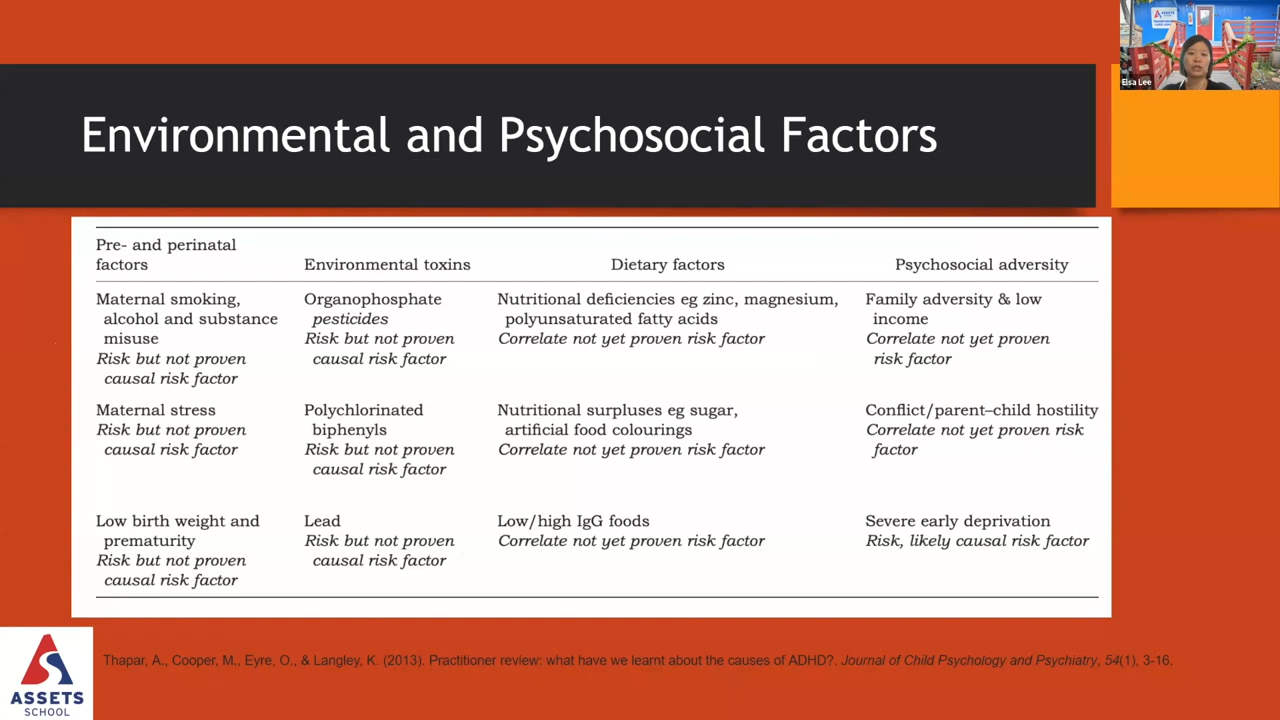 ASSETS
Elsa Lee
Environmental and Psychosocial Factors
Pre- and perinatal
factors
Environmental toxins
Dietary factors
Psychosocial adversity
Maternal smoking,
alcohol and substance
misuse
Risk but not proven
causal risk factor
Organophosphate
pesticides
Risk but not proven
causal risk factor
Nutritional deficiencies eg zinc, magnesium,
polyunsaturated fatty acids
Correlate not yet proven risk factor
Family adversity & low
income
Correlate not yet proven
risk factor
Maternal stress
Risk but not proven
causal risk factor
Polychlorinated
biphenyls
Risk but not proven
causal risk factor
Nutritional surpluses eg sugar,
artificial food colourings
Correlate not yet proven risk factor
Conflict/parent–child hostility
Correlate not yet proven risk
factor
Low birth weight and
prematurity
Risk but not proven
causal risk factor
Lead
Risk but not proven
causal risk factor
Low/high IgG foods
Correlate not yet proven risk factor
Severe early deprivation
Risk, likely causal risk factor
Thapar, A., Cooper, M., Eyre, O., & Langley, K. (2013). Practitioner review: what have we learnt about the causes of ADHD?. Journal of Child Psychology and Psychiatry, 54(1), 3-16.
ASSETS
SCHOOL